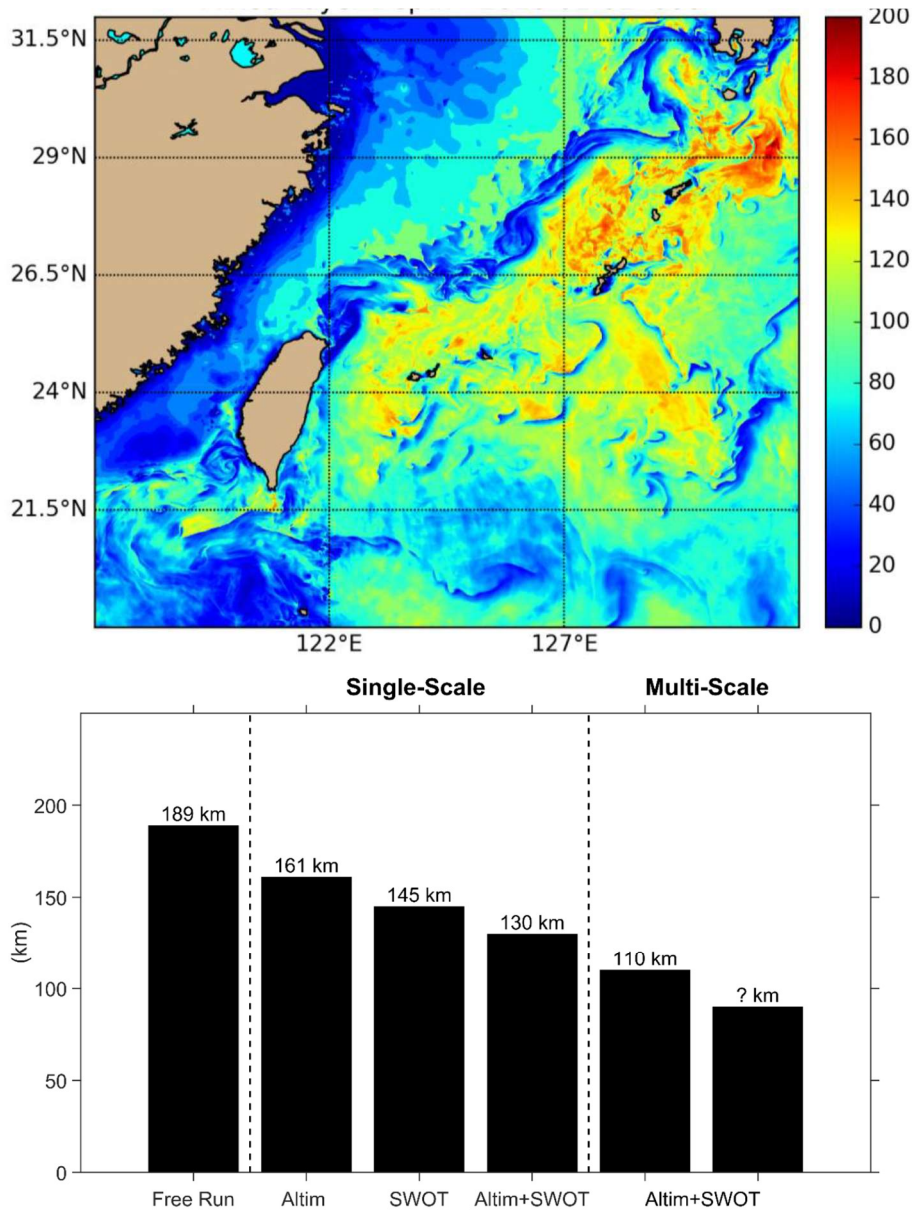 200
31.5°N
180
160
29°N
140
120
26.5°N
100
24°N
80
60
21.5°N
40
20
0
122°E 127°E
Single-Scale Multi-Scale
200
189 km
161 km
150
145 km
130 km
(km)
110 km
100
? km
50
0
Free Run Altim SWOT Altim+SWOT Altim+SWOT